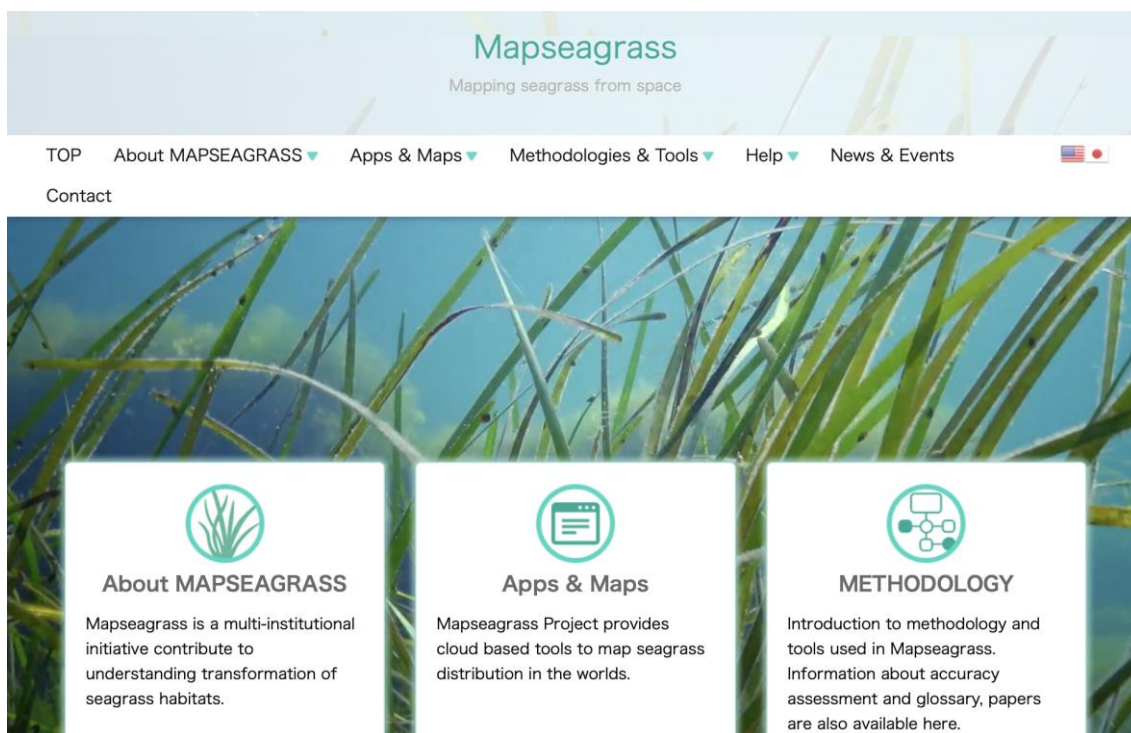 Mapseagrass
Mapping seagrass from space
TOP About MAPSEAGRASS Apps & Maps Methodologies & Tools Help News & Events
Contact
About MAPSEAGRASS
Mapseagrass is a multi-institutional
initiative contribute to
understanding transformation of
seagrass habitats.
Apps & Maps
Mapseagrass Project provides
cloud based tools to map seagrass
distribution in the worlds.
METHODOLOGY
Introduction to methodology and
tools used in Mapseagrass.
Information about accuracy
assessment and glossary, papers
are also available here.